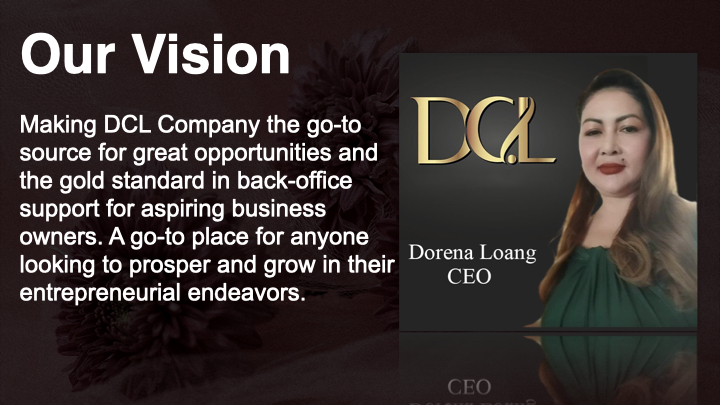 Our Vision
Making DCL Company the go-to
source for great opportunities and
the gold standard in back-office
support for aspiring business
owners. A go-to place for anyone
looking to prosper and grow in their
entrepreneurial endeavors.
DCL
Dorena Loang
CEO
CEO